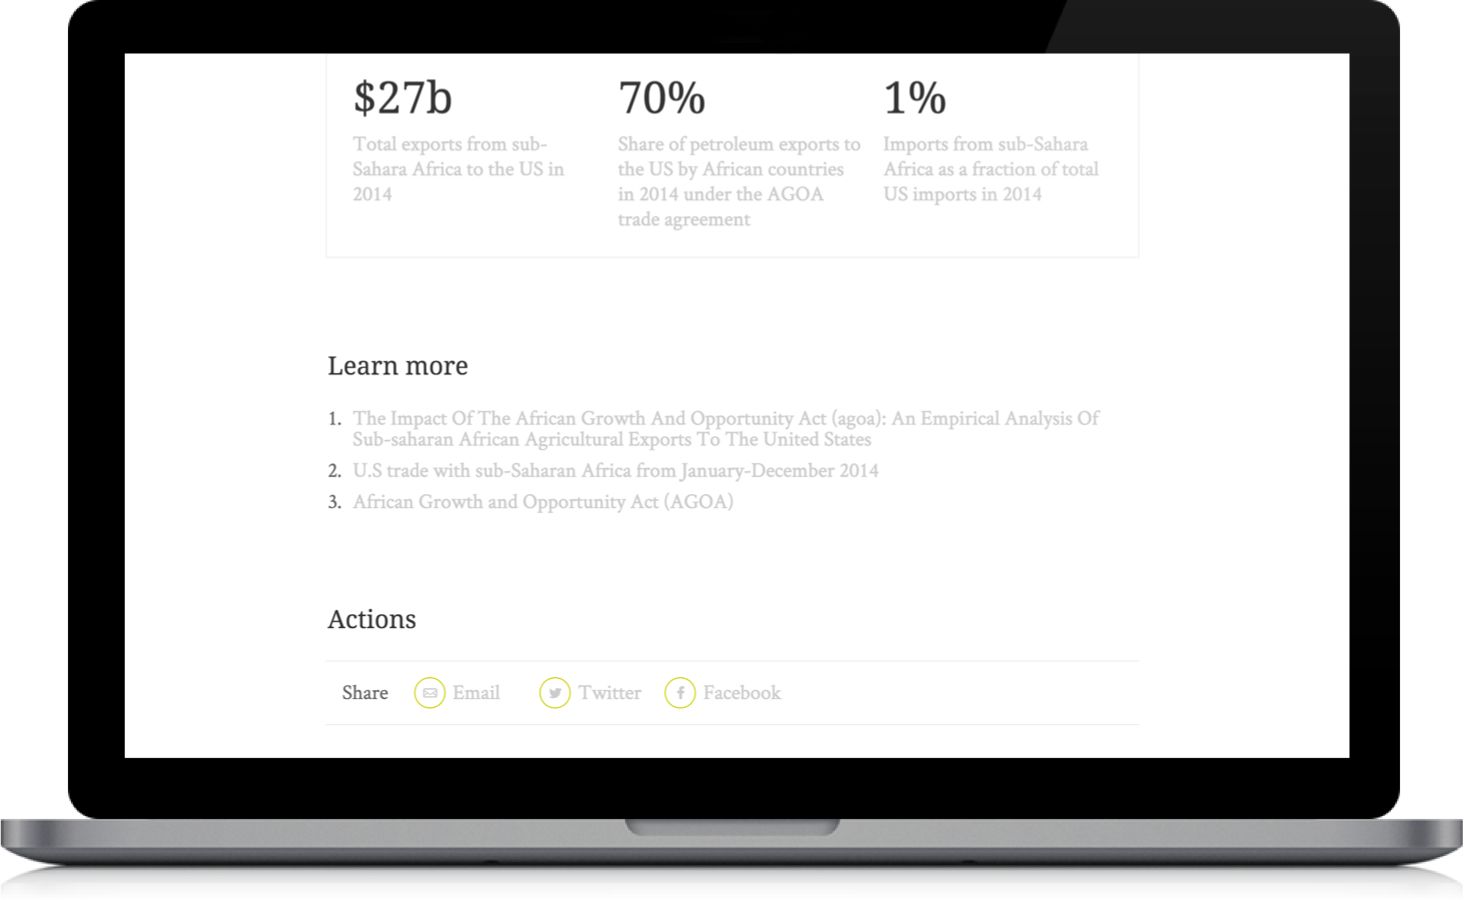 $27b 70% 1%
Total exports from sub-
Sahara Africa to the US in
2014
Share of petroleum exports to
the US by African countries
in 2014 under the AGOA
trade agreement
Imports from sub-Sahara
Africa as a fraction of total
US imports in 2014
Learn more
1. The Impact Of The African Growth And Opportunity Act (agoa): An Empirical Analysis Of
Sub-saharan African Agricultural Exports To The United States
2. U.S trade with sub-Saharan Africa from January-December 2014
3. African Growth and Opportunity Act (AGOA)
Actions
Share Email Twitter Facebook